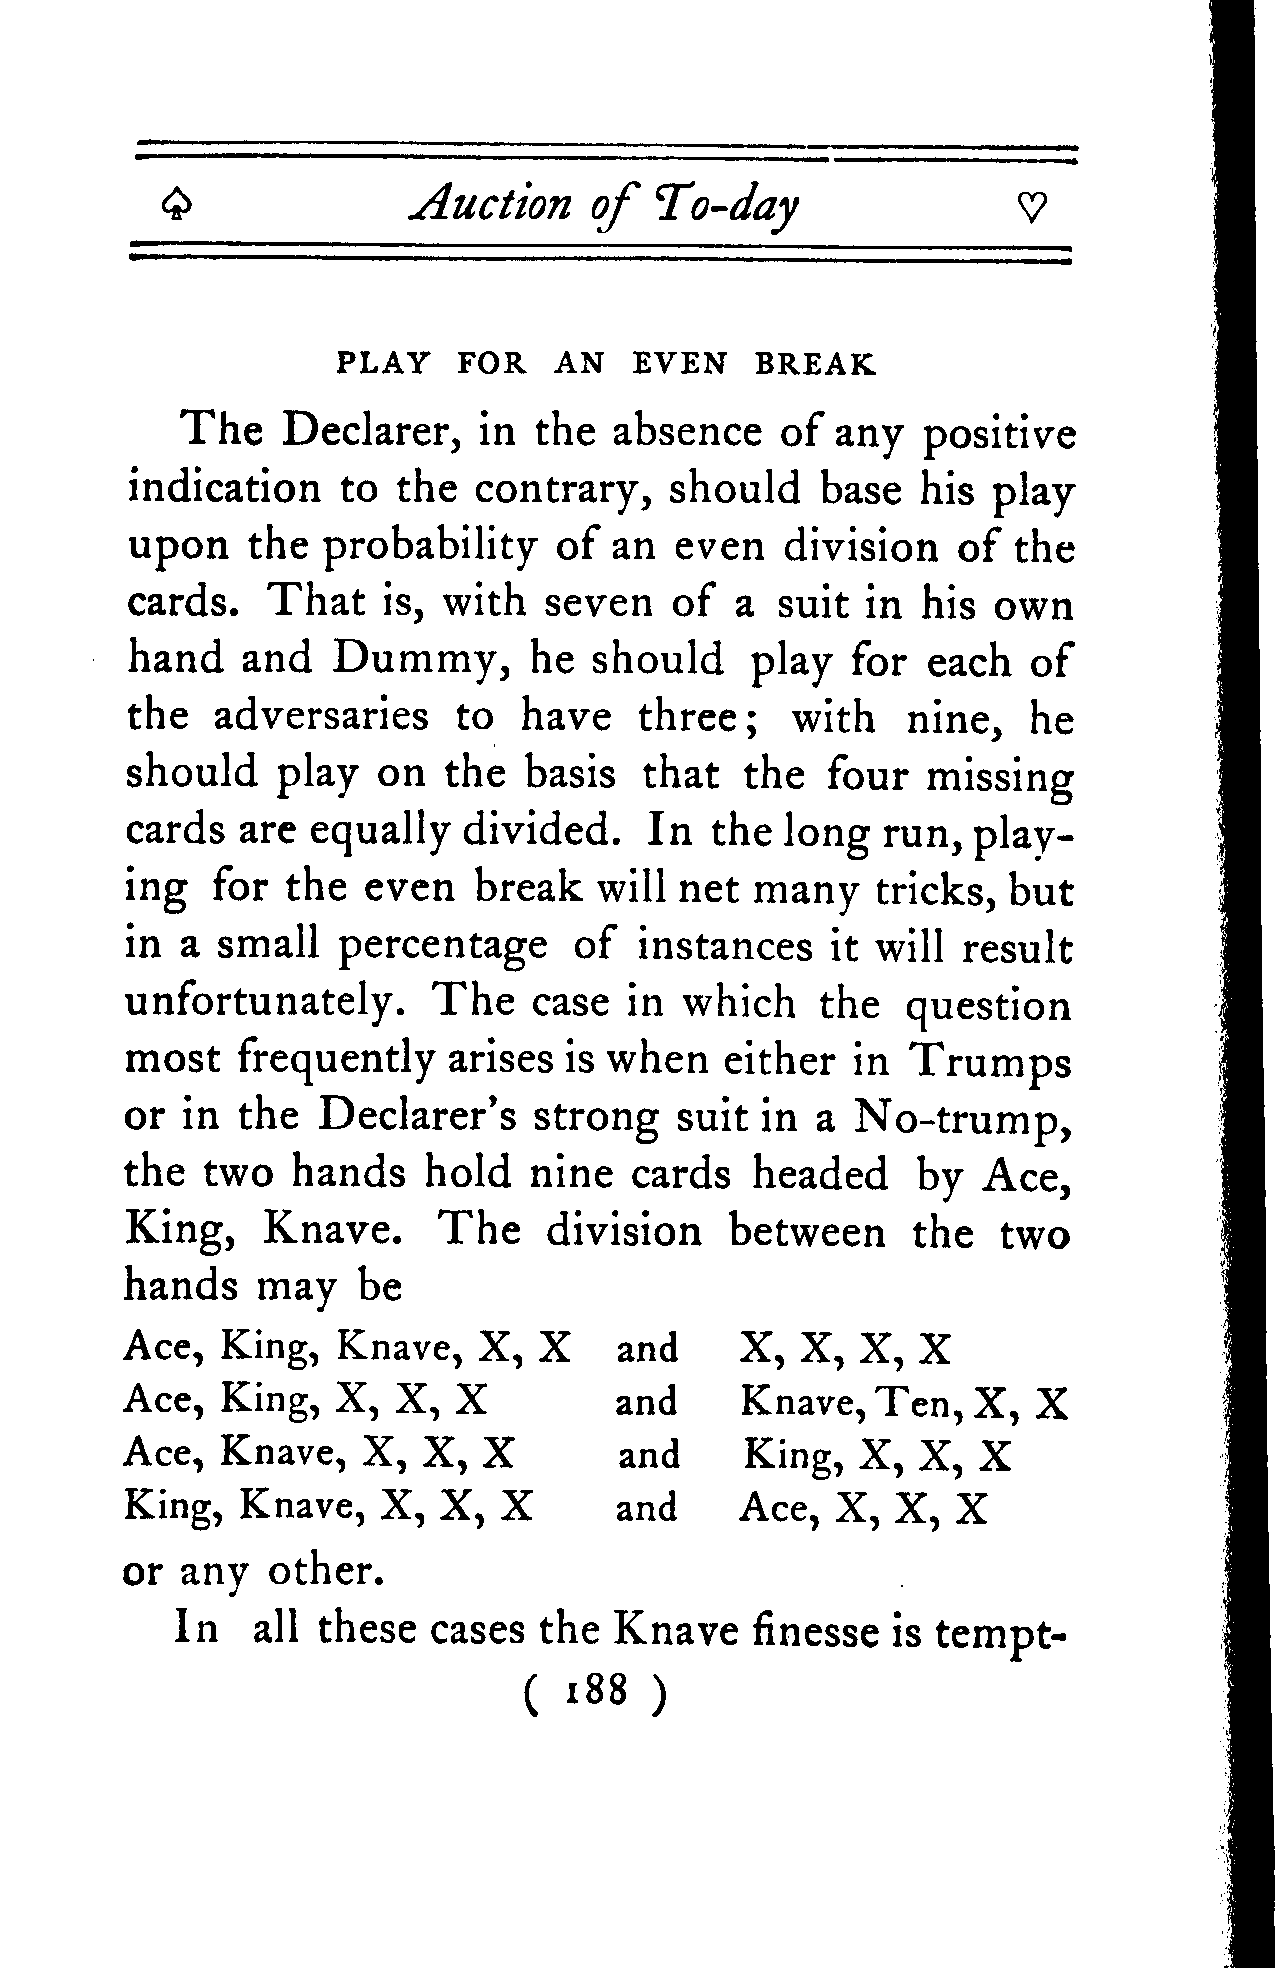 ♤ Auction of To-day ♡
PLAY FOR AN EVEN BREAK
The Declarer, in the absence of any positive
indication to the contrary, should base his play
upon the probability of an even division of the
cards. That is, with seven of a suit in his own
hand and Dummy, he should play for each of
the adversaries to have three; with nine, he
should play on the basis that the four missing
cards are equally divided. In the long run, play-
ing for the even break will net many tricks, but
in a small percentage of instances it will result
unfortunately. The case in which the question
most frequently arises is when either in Trumps
or in the Declarer's strong suit in a No-trump,
the two hands hold nine cards headed by Ace,
King, Knave. The division between the two
hands may be
Ace, King, Knave, X, X and X, X, X, X
Ace, King, X, X, X and Knave, Ten, X, X
Ace, Knave, X, X, X and King, X, X, X
King, Knave, X, X, X and Ace, X, X, X
or any other.
In all these cases the Knave finesse is tempt-
( 188 )